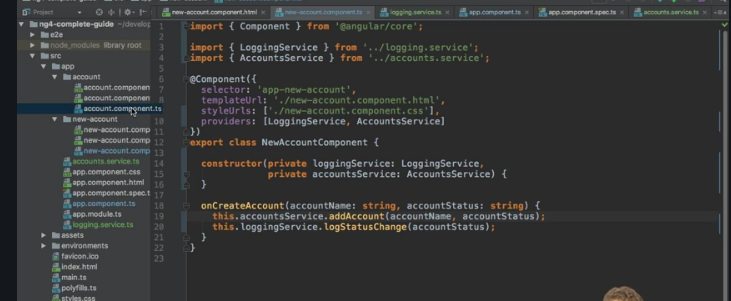 Project
ng4-complete-guide ~/develop
e2e
node_modules library root
src
app
account
account.componen
account.componen
account.component.ts
new-account
new-account.comp
new-account.comp
new-account.comp
accounts.service.ts
app.component.css
app.component.html
app.component.spec.t
app.component.ts
app.module.ts
logging.service.ts
assets
environments
favicon.ico
index.html
main.ts
polyfills.ts
styles.css
new-account.component.html
new-account.component.ts
logging.service.ts
app.component.ts
app.component.spec.ts
accounts.service.ts
1 import { Component } from '@angular/core';
2
3 import { LoggingService } from '../logging.service';
4 import { AccountsService } from '../accounts.service';
5
6 @Component({
7 selector: 'app-new-account',
8 templateUrl: './new-account.component.html',
9 styleUrls: ['./new-account.component.css'],
10 providers: [LoggingService, AccountsService]
11 })
12 export class NewAccountComponent {
13
14 constructor(private loggingService: LoggingService,
15 private accountsService: AccountsService) {
16 }
17
18 onCreateAccount(accountName: string, accountStatus: string) {
19 this.accountsService.addAccount(accountName, accountStatus);
20 this.loggingService.logStatusChange(accountStatus);
21 }
22 }
23